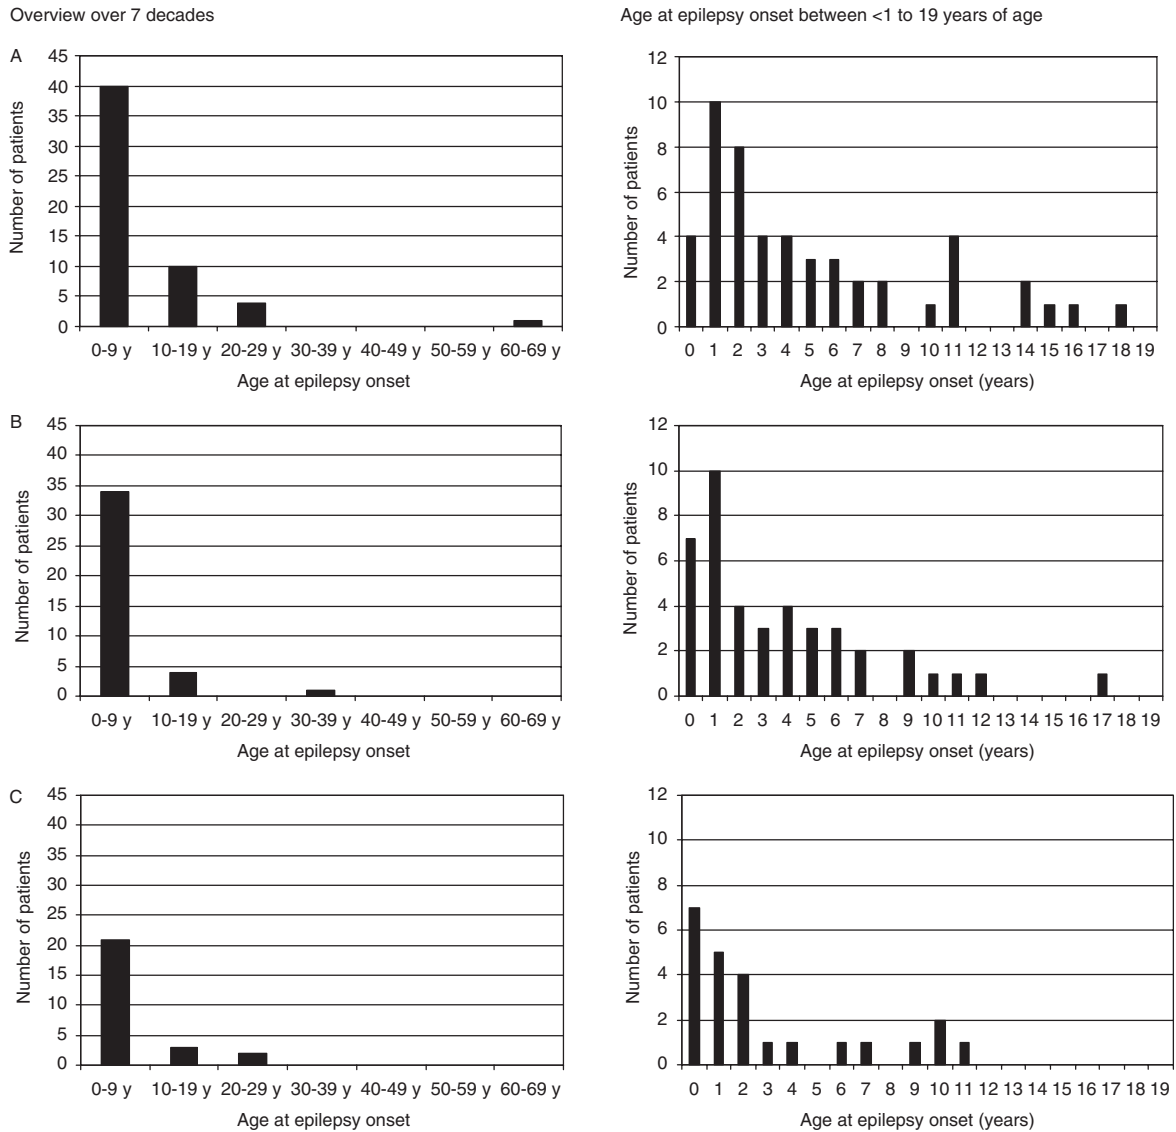 Overview over 7 decades
Age at epilepsy onset between <1 to 19 years of age
A
45
40
35
30
25
20
15
10
5
0
Number of patients
0-9 y 10-19 y 20-29 y 30-39 y 40-49 y 50-59 y 60-69 y
Age at epilepsy onset
12
10
8
6
4
2
0
Number of patients
0 1 2 3 4 5 6 7 8 9 10 11 12 13 14 15 16 17 18 19
Age at epilepsy onset (years)
B
45
40
35
30
25
20
15
10
5
0
Number of patients
0-9 y 10-19 y 20-29 y 30-39 y 40-49 y 50-59 y 60-69 y
Age at epilepsy onset
12
10
8
6
4
2
0
Number of patients
0 1 2 3 4 5 6 7 8 9 10 11 12 13 14 15 16 17 18 19
Age at epilepsy onset (years)
C
45
40
35
30
25
20
15
10
5
0
Number of patients
0-9 y 10-19 y 20-29 y 30-39 y 40-49 y 50-59 y 60-69 y
Age at epilepsy onset
12
10
8
6
4
2
0
Number of patients
0 1 2 3 4 5 6 7 8 9 10 11 12 13 14 15 16 17 18 19
Age at epilepsy onset (years)